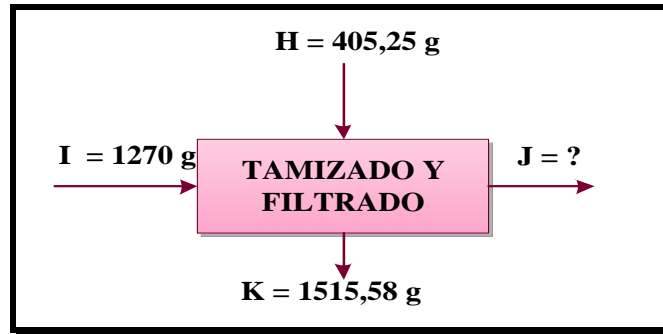 H = 405,25 g
I = 1270 g
TAMIZADO Y
FILTRADO
J = ?
K = 1515,58 g